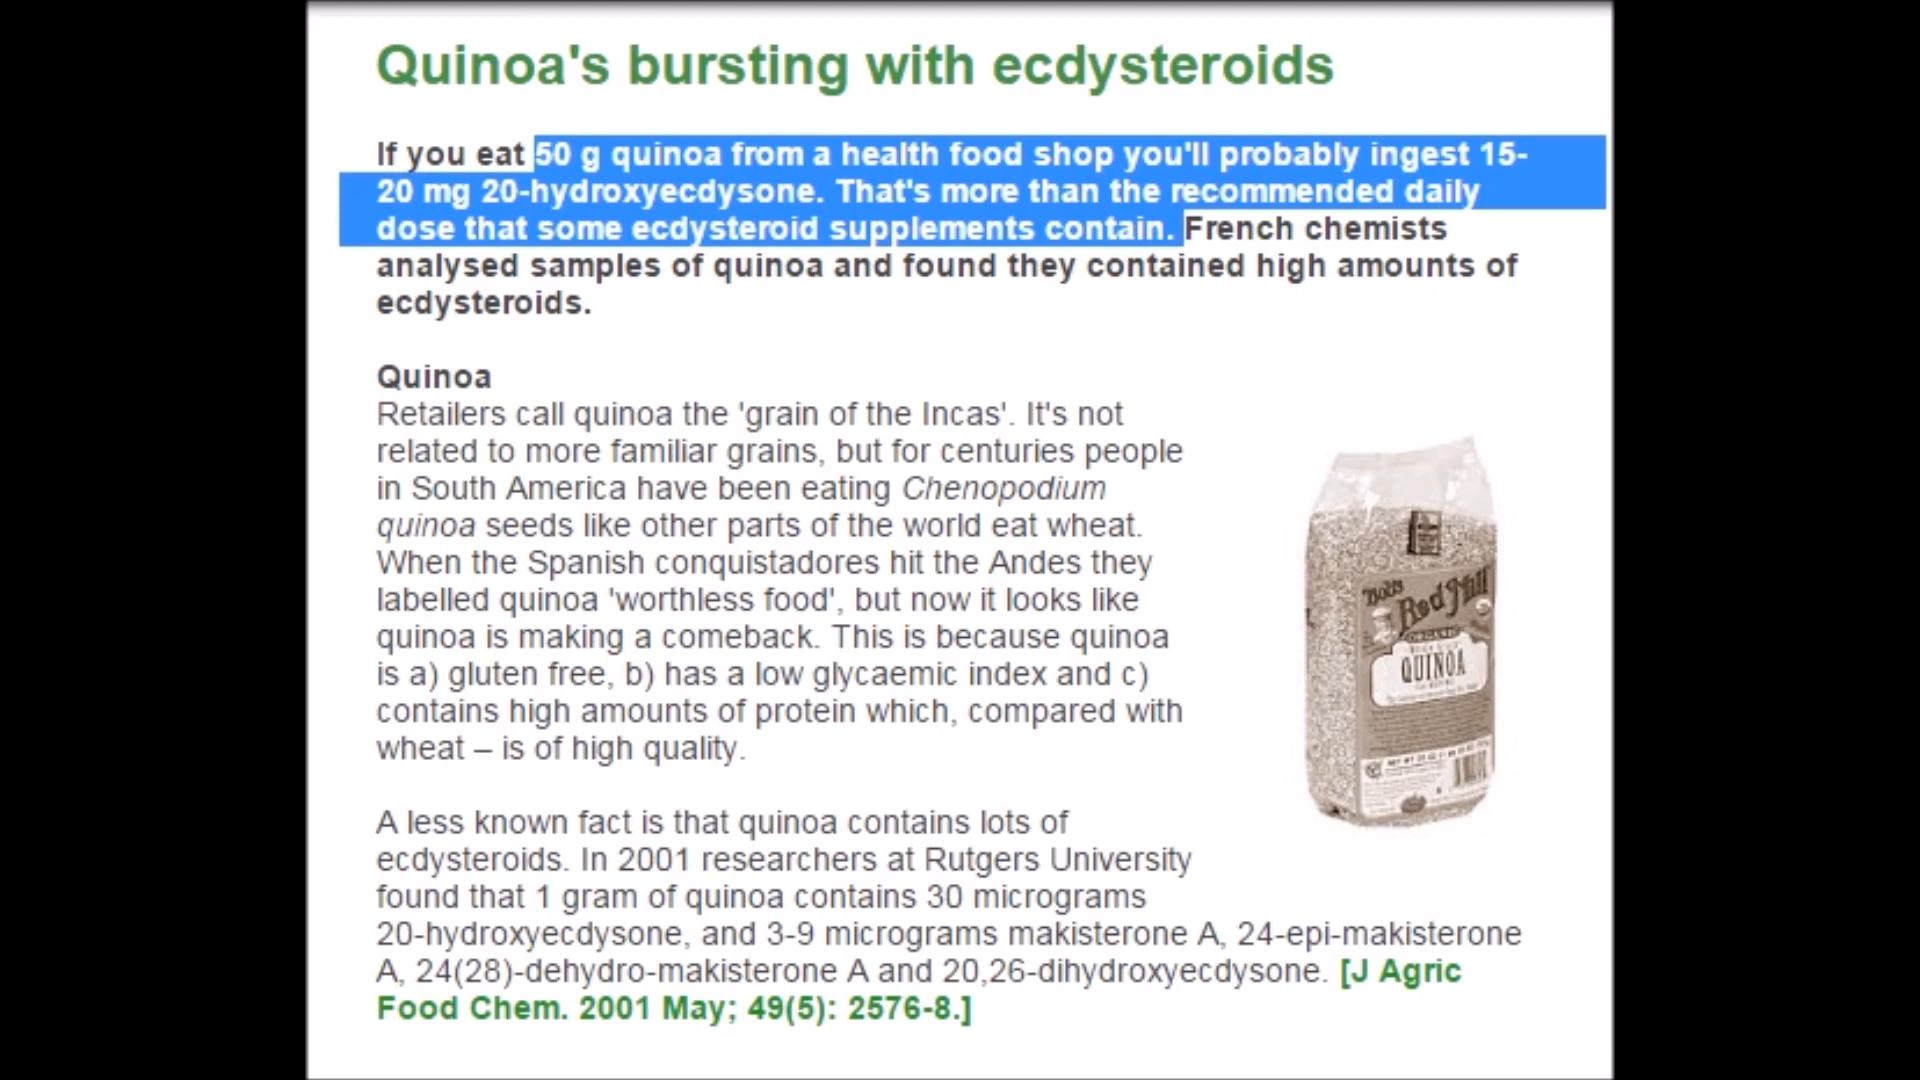 Quinoa's bursting with ecdysteroids
If you eat 50 g quinoa from a health food shop you'll probably ingest 15-
20 mg 20-hydroxyecdysone. That's more than the recommended daily
dose that some ecdysteroid supplements contain. French chemists
analysed samples of quinoa and found they contained high amounts of
ecdysteroids.
Quinoa
Retailers call quinoa the 'grain of the Incas'. It's not
related to more familiar grains, but for centuries people
in South America have been eating Chenopodium
quinoa seeds like other parts of the world eat wheat.
When the Spanish conquistadores hit the Andes they
labelled quinoa 'worthless food', but now it looks like
quinoa is making a comeback. This is because quinoa
is a) gluten free, b) has a low glycaemic index and c)
contains high amounts of protein which, compared with
wheat – is of high quality.
Bob's
Red Mill
ORGANIC
QUINOA
A less known fact is that quinoa contains lots of
ecdysteroids. In 2001 researchers at Rutgers University
found that 1 gram of quinoa contains 30 micrograms
20-hydroxyecdysone, and 3-9 micrograms makisterone A, 24-epi-makisterone
A, 24(28)-dehydro-makisterone A and 20,26-dihydroxyecdysone. [J Agric
Food Chem. 2001 May; 49(5): 2576-8.]